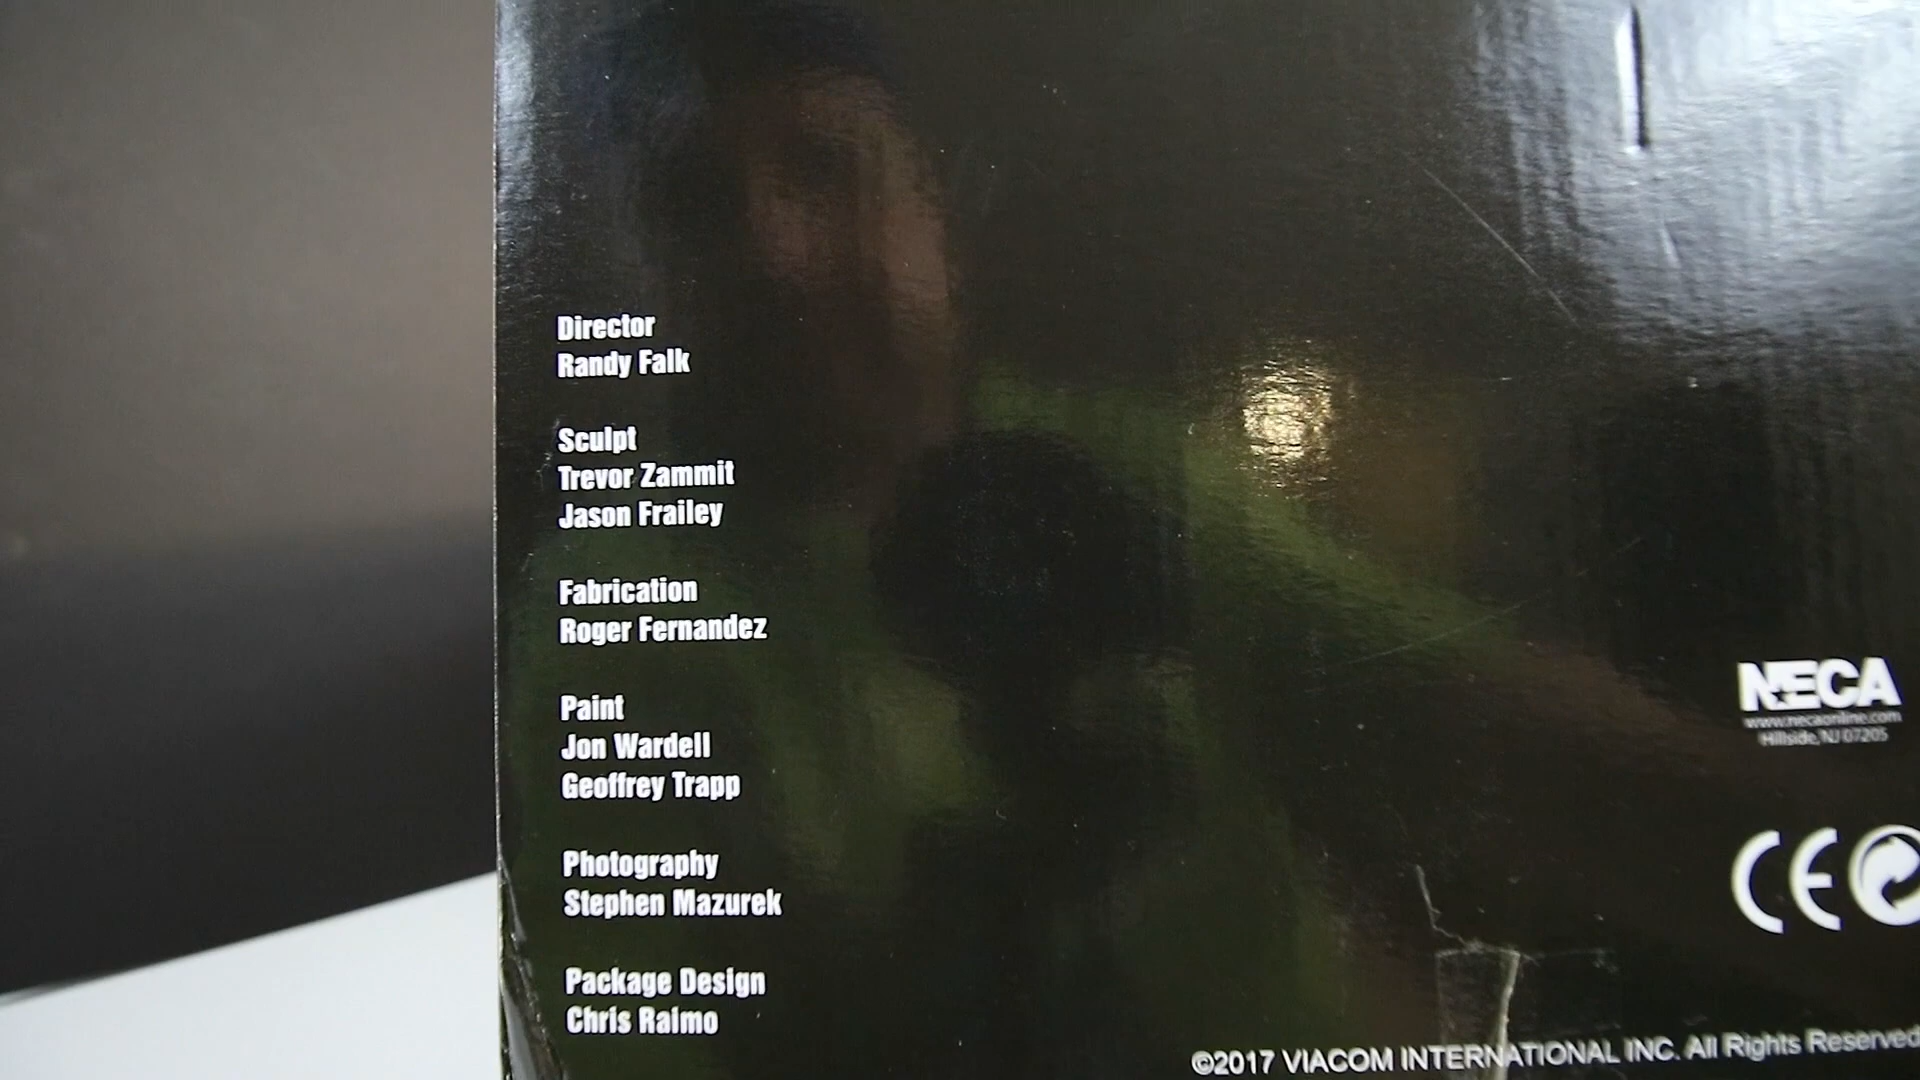 Director
Randy Falk
Sculpt
Trevor Zammit
Jason Frailey
Fabrication
Roger Fernandez
Paint
Jon Wardell
Geoffrey Trapp
Photography
Stephen Mazurek
Package Design
Chris Raimo
NECA
www.necaonline.com
Hillside, NJ 07205
CE
©2017 VIACOM INTERNATIONAL INC. All Rights Reserved